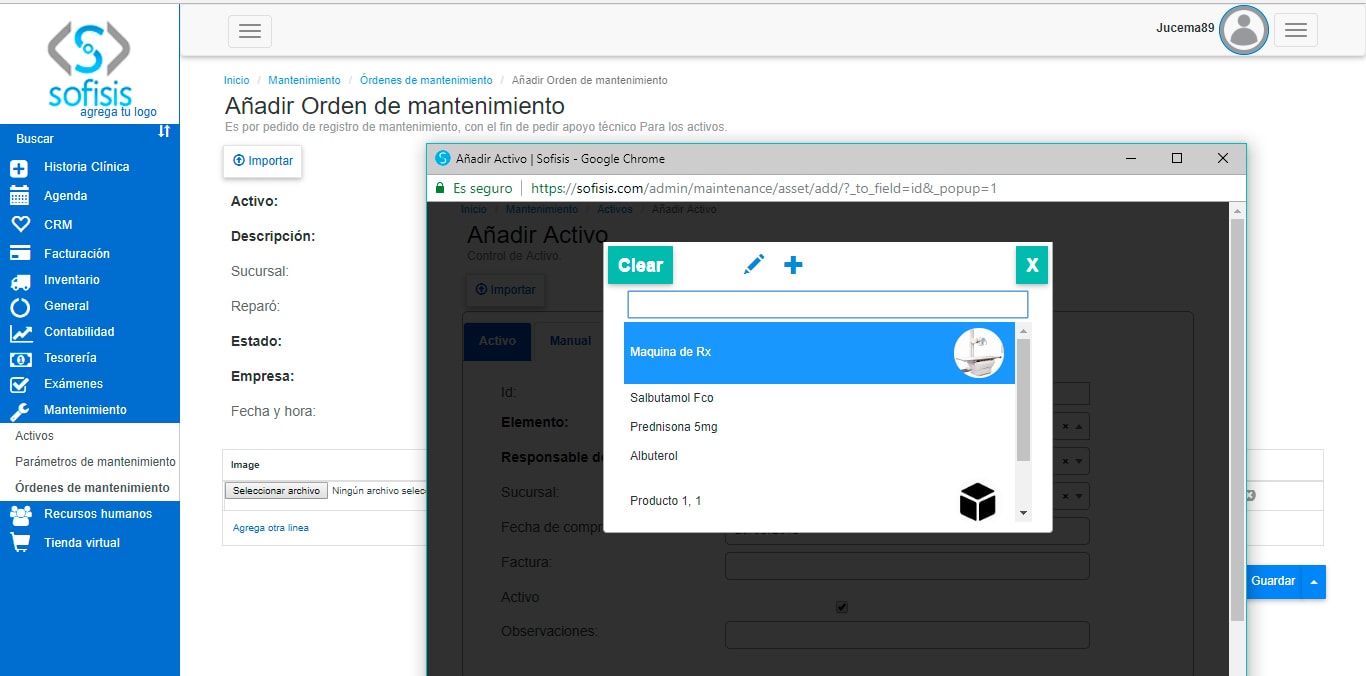 Jucema89
sofisis
agrega tu logo
Buscar
Historia Clínica
Agenda
CRM
Facturación
Inventario
General
Contabilidad
Tesorería
Exámenes
Mantenimiento
Activos
Parámetros de mantenimiento
Órdenes de mantenimiento
Recursos humanos
Tienda virtual
Inicio / Mantenimiento / Órdenes de mantenimiento / Añadir Orden de mantenimiento
Añadir Orden de mantenimiento
Es por pedido de registro de mantenimiento, con el fin de pedir apoyo técnico Para los activos.
Importar
Activo:
Descripción:
Sucursal:
Reparó:
Estado:
Empresa:
Fecha y hora:
Image
Seleccionar archivo Ningún archivo selec
Agrega otra linea
Guardar
Añadir Activo | Sofisis - Google Chrome
Es seguro | https://sofisis.com/admin/maintenance/asset/add/?_to_field=id&_popup=1
Inicio / Mantenimiento / Activos / Añadir Activo
Añadir Activo
Control de Activo.
Importar
Activo Manual
Id:
Elemento:
Responsable de
Sucursal:
Fecha de compr
Factura:
Activo
Observaciones:
Clear X
Maquina de Rx
Salbutamol Fco
Prednisona 5mg
Albuterol
Producto 1, 1